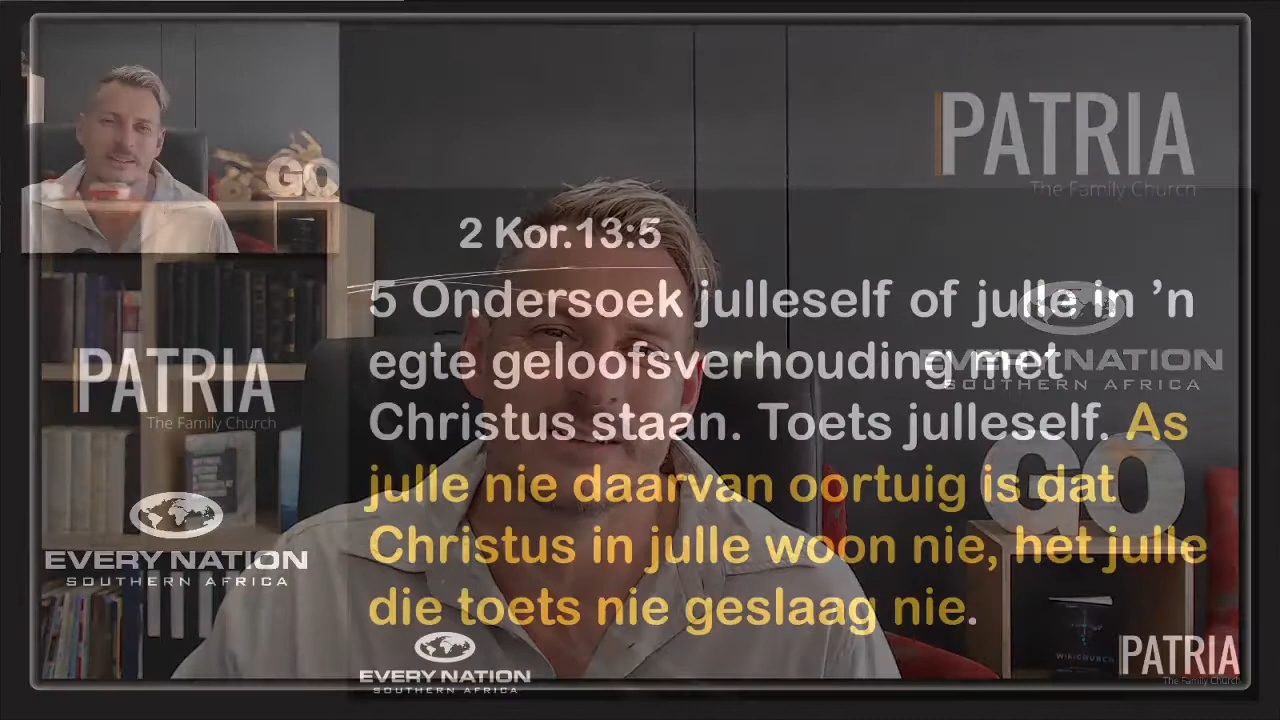 PATRIA
The Family Church
GO
2 Kor.13:5
5 Ondersoek julleself of julle in ’n
egte geloofsverhouding met
Christus staan. Toets julleself. As
julle nie daarvan oortuig is dat
Christus in julle woon nie, het julle
die toets nie geslaag nie.
EVERY NATION
SOUTHERN AFRICA
GO
PATRIA
The Family Church
EVERY NATION
SOUTHERN AFRICA
WIKICHURCH
EVERY NATION
SOUTHERN AFRICA
PATRIA
The Family Church